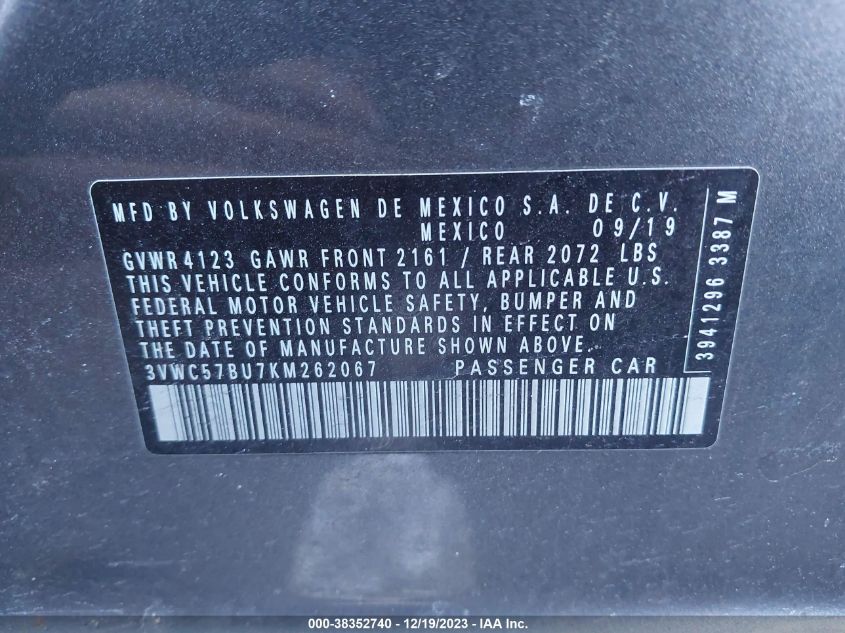 MFD BY VOLKSWAGEN DE MEXICO S.A. DE C.V.
MEXICO 09/19
GVWR 4123 GAWR FRONT 2161 / REAR 2072 LBS
THIS VEHICLE CONFORMS TO ALL APPLICABLE U.S.
FEDERAL MOTOR VEHICLE SAFETY, BUMPER AND
THEFT PREVENTION STANDARDS IN EFFECT ON
THE DATE OF MANUFACTURE SHOWN ABOVE.
3VWC57BU7KM262067 PASSENGER CAR
3941296 3387 M
000-38352740 - 12/19/2023 - IAA Inc.